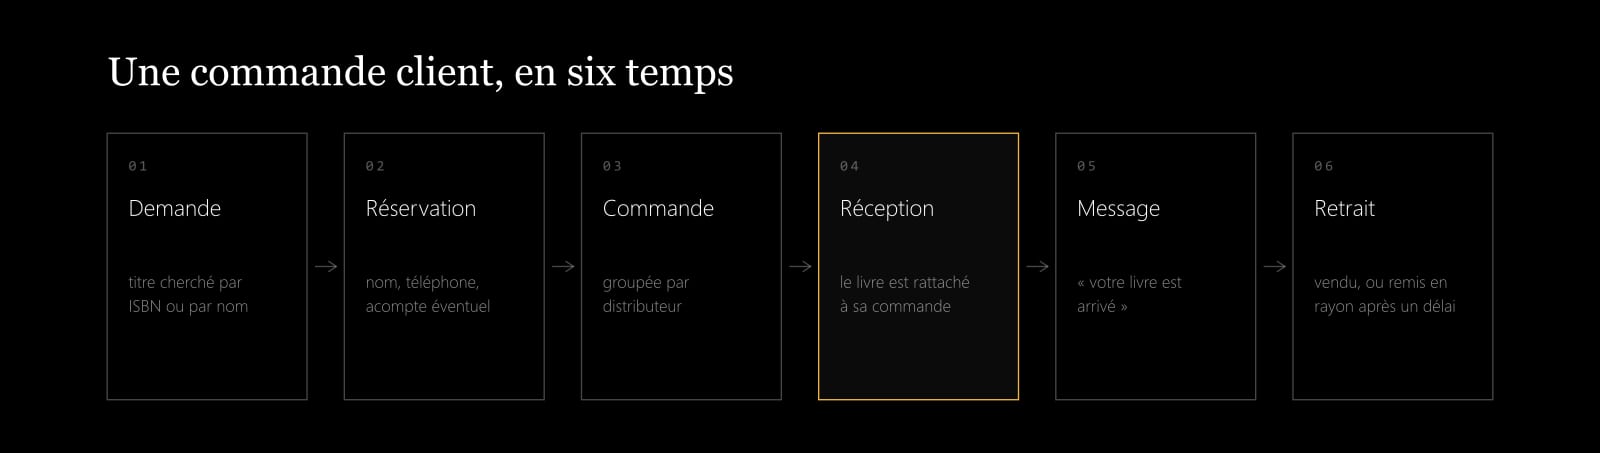 Une commande client, en six temps
01
Demande
titre cherché par
ISBN ou par nom
02
Réservation
nom, téléphone,
acompte éventuel
03
Commande
groupée par
distributeur
04
Réception
le livre est rattaché
à sa commande
05
Message
« votre livre est
arrivé »
06
Retrait
vendu, ou remis en
rayon après un délai